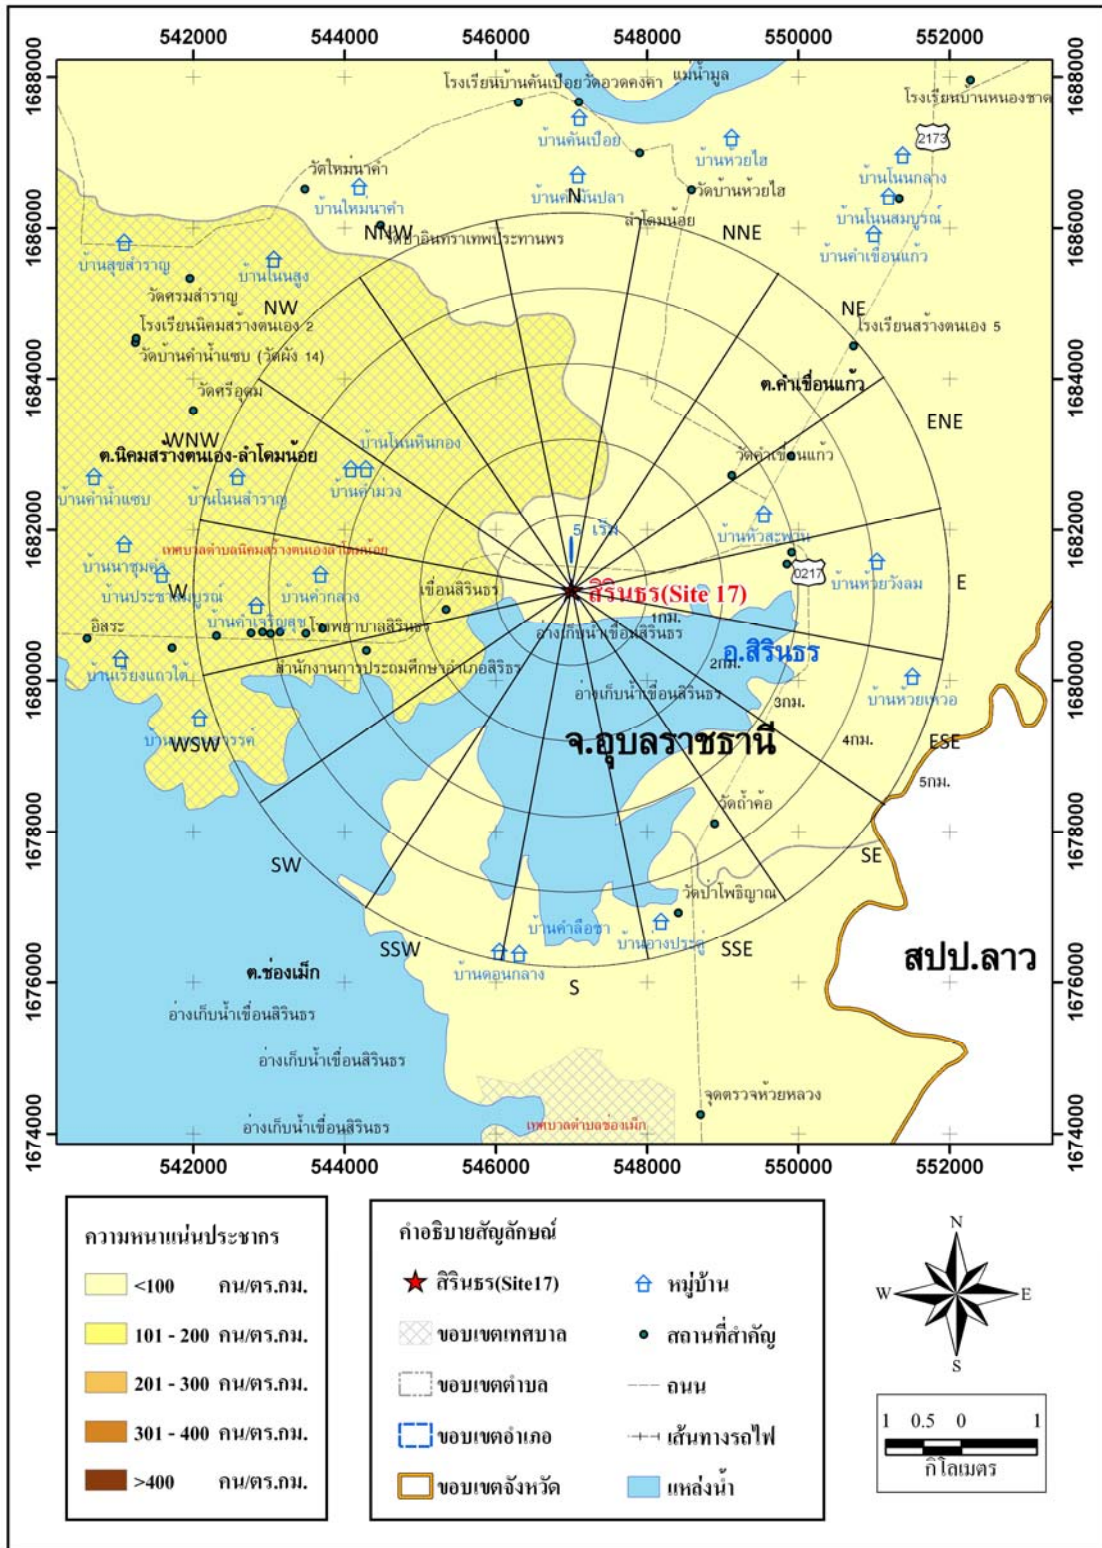 542000 544000 546000 548000 550000 552000
1688000 1688000
โรงเรียนบ้านคันเปือยวัดอวดคงคา
แม่น้ำมูล
โรงเรียนบ้านหนองชาด
2173
บ้านคันเปือย
บ้านห้วยไฮ
บ้านโนนกลาง
วัดใหม่นาคำ
บ้านใหม่นาคำ
วัดบ้านห้วยไฮ
บ้านโนนสมบูรณ์
N
ลำโดมน้อย
1686000 1686000
NNW
วัดป่าอินทราเทพประทานพร
NNE
บ้านคำเขื่อนแก้ว
บ้านสุขสำราญ
บ้านโนนสูง
วัดศรมสำราญ
NW
NE
โรงเรียนนิคมสร้างตนเอง 2
โรงเรียนสร้างตนเอง 5
วัดบ้านคำน้ำแซบ (วัดผัง 14)
1684000 1684000
วัดศรีอุดม
ต.คำเขื่อนแก้ว
ENE
WNW
บ้านโนนหินกอง
ต.นิคมสร้างตนเอง-ลำโดมน้อย
วัดคำเขื่อนแก้ว
บ้านคำน้ำแซบ
บ้านโนนสำราญ
บ้านคำม่วง
1682000 1682000
5 เริ่ม
บ้านหัวสะพาน
เทศบาลตำบลนิคมสร้างตนเองลำโดมน้อย
บ้านนาชุมคำ
0217
บ้านห้วยวังลม
E
W
บ้านประชาสมบูรณ์
บ้านคำกลาง
เขื่อนสิรินธร
สิรินธร(Site 17)
1กม.
อิสระ
บ้านคำเจริญสุข
โรงพยาบาลสิรินธร
อ่างเก็บน้ำเขื่อนสิรินธร
อ.สิรินธร
2กม.
บ้านเรียงแถวใต้
สำนักงานการประถมศึกษาอำเภอสิริธร
1680000 1680000
อ่างเก็บน้ำเขื่อนสิรินธร
3กม.
บ้านห้วยเหว่อ
WSW
จ.อุบลราชธานี
4กม.
ESE
5กม.
1678000 1678000
วัดถ้ำค้อ
SW
SE
วัดป่าโพธิญาณ
SSW
บ้านคำลือชา
บ้านอ่างประดู่
SSE
บ้านดอนกลาง
S
สปป.ลาว
1676000 1676000
ต.ช่องเม็ก
อ่างเก็บน้ำเขื่อนสิรินธร
อ่างเก็บน้ำเขื่อนสิรินธร
จุดตรวจห้วยหลวง
อ่างเก็บน้ำเขื่อนสิรินธร
เทศบาลตำบลช่องเม็ก
1674000 1674000
542000 544000 546000 548000 550000 552000
ความหนาแน่นประชากร
<100 คน/ตร.กม.
101 - 200 คน/ตร.กม.
201 - 300 คน/ตร.กม.
301 - 400 คน/ตร.กม.
>400 คน/ตร.กม.
คำอธิบายสัญลักษณ์
สิรินธร(Site17)
หมู่บ้าน
ขอบเขตเทศบาล
สถานที่สำคัญ
ขอบเขตตำบล
ถนน
ขอบเขตอำเภอ
เส้นทางรถไฟ
ขอบเขตจังหวัด
แหล่งน้ำ
N
W E
S
1 0.5 0 1
กิโลเมตร